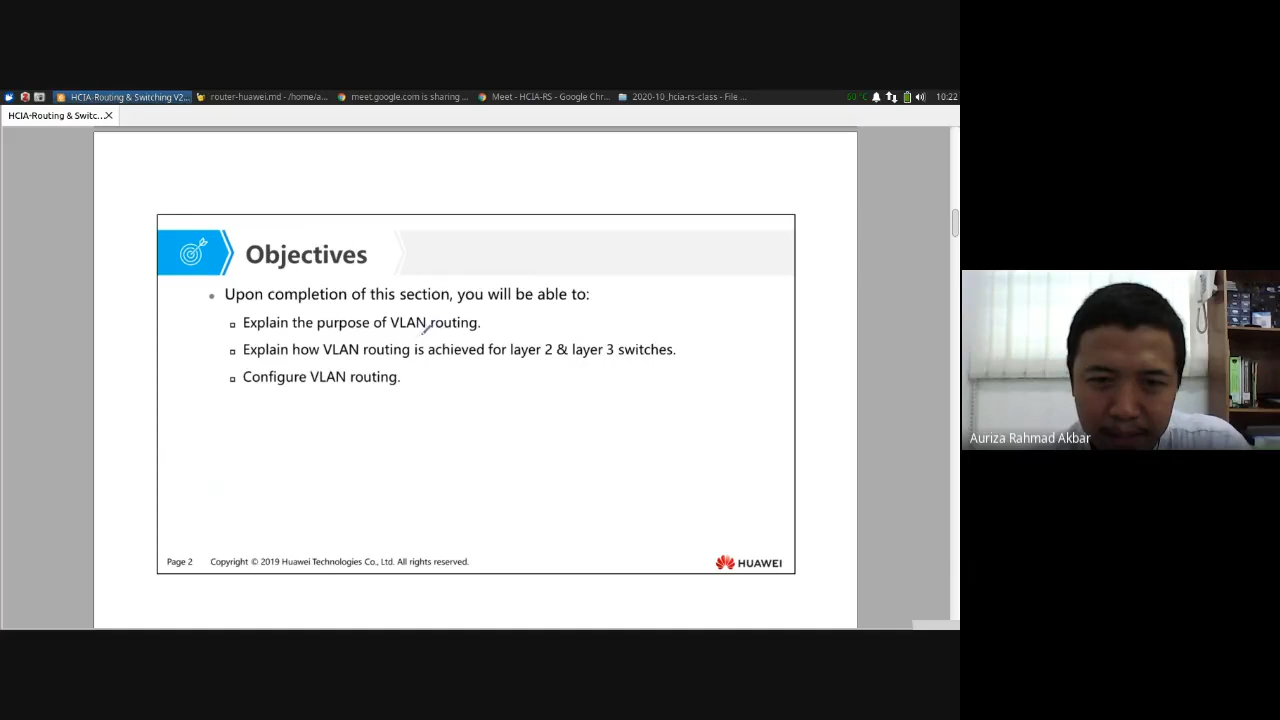 HCIA-Routing & Switching V2...
router-huawei.md - /home/a...
meet.google.com is sharing ...
Meet - HCIA-RS - Google Chr...
2020-10_hcia-rs-class - File ...
60°C
10:22
HCIA-Routing & Switc...
Objectives
Upon completion of this section, you will be able to:
Explain the purpose of VLAN routing.
Explain how VLAN routing is achieved for layer 2 & layer 3 switches.
Configure VLAN routing.
Page 2
Copyright © 2019 Huawei Technologies Co., Ltd. All rights reserved.
HUAWEI
Auriza Rahmad Akbar